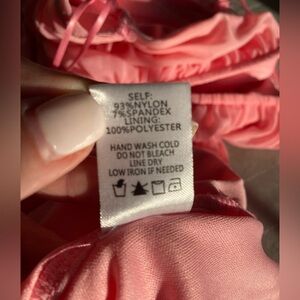 SELF:
93%NYLON
7%SPANDEX
LINING:
100%POLYESTER
HAND WASH COLD
DO NOT BLEACH
LINE DRY
LOW IRON IF NEEDED